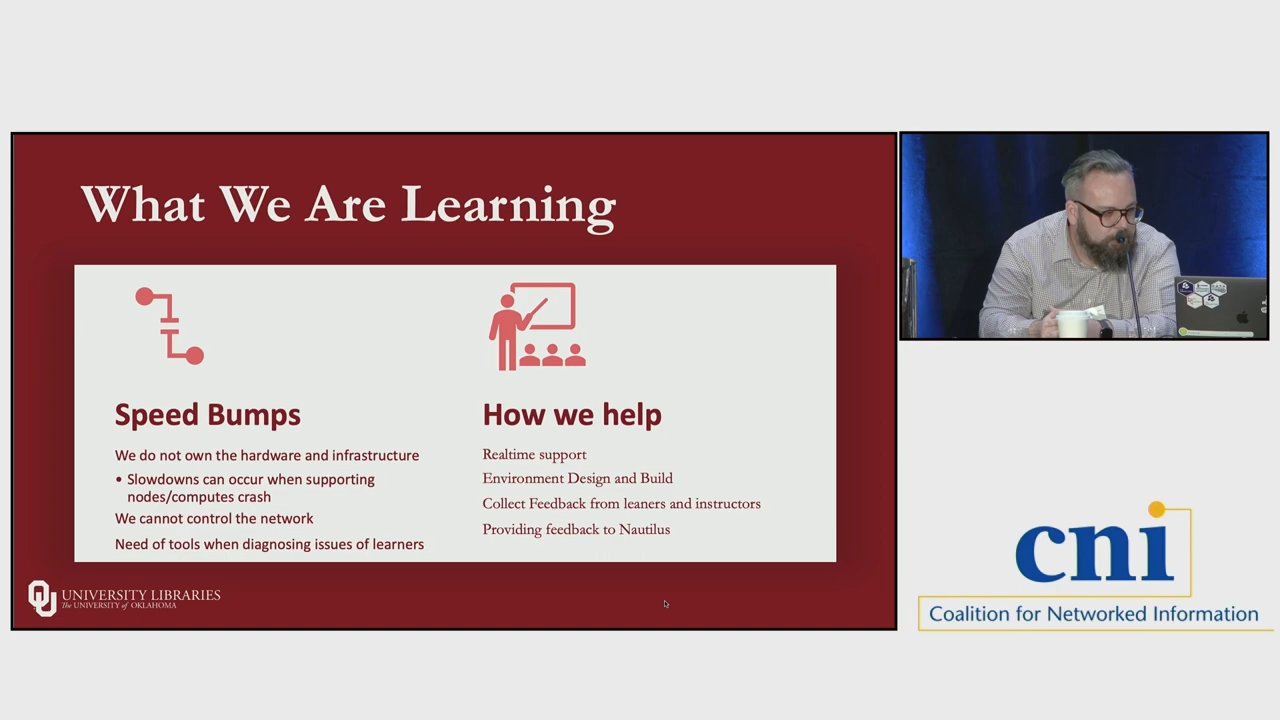 What We Are Learning
Speed Bumps
We do not own the hardware and infrastructure
• Slowdowns can occur when supporting
nodes/computes crash
We cannot control the network
Need of tools when diagnosing issues of learners
How we help
Realtime support
Environment Design and Build
Collect Feedback from leaners and instructors
Providing feedback to Nautilus
OU
UNIVERSITY LIBRARIES
The UNIVERSITY of OKLAHOMA
cni
Coalition for Networked Information